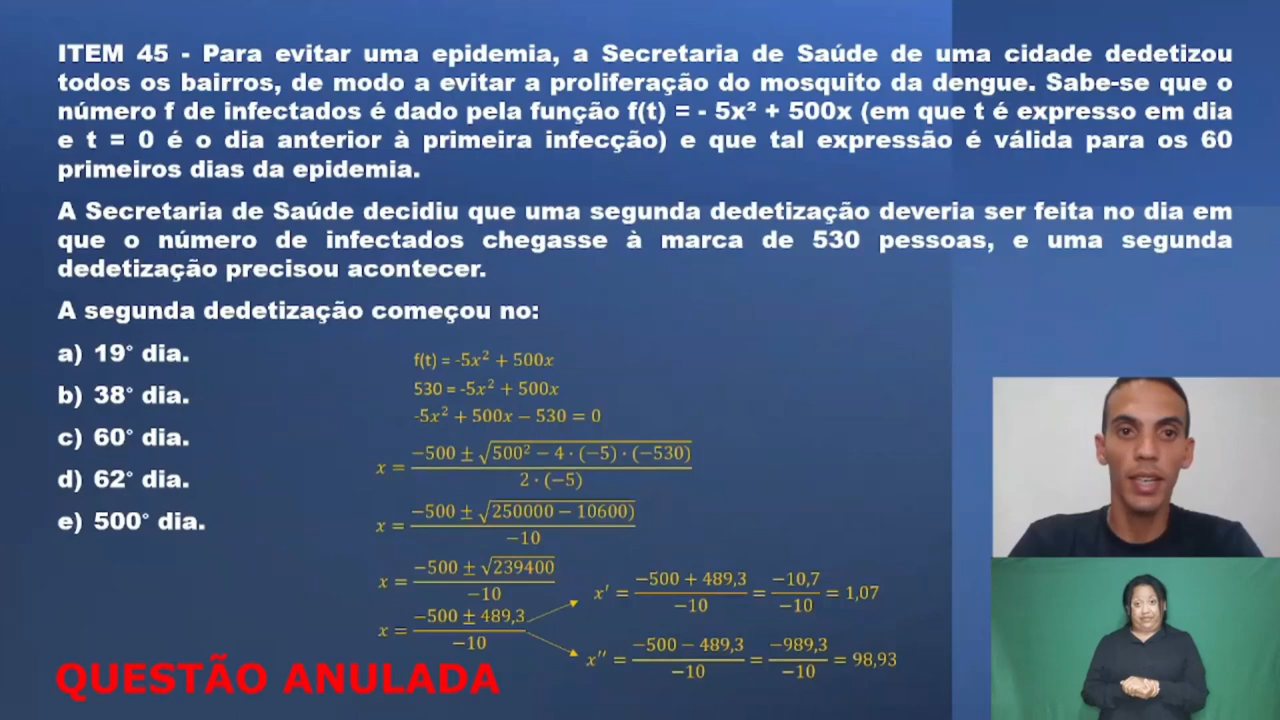 ITEM 45 - Para evitar uma epidemia, a Secretaria de Saúde de uma cidade dedetizou
todos os bairros, de modo a evitar a proliferação do mosquito da dengue. Sabe-se que o
número f de infectados é dado pela função f(t) = - 5x² + 500x (em que t é expresso em dia
e t = 0 é o dia anterior à primeira infecção) e que tal expressão é válida para os 60
primeiros dias da epidemia.
A Secretaria de Saúde decidiu que uma segunda dedetização deveria ser feita no dia em
que o número de infectados chegasse à marca de 530 pessoas, e uma segunda
dedetização precisou acontecer.
A segunda dedetização começou no:
a) 19° dia.
b) 38° dia.
c) 60° dia.
d) 62° dia.
e) 500° dia.
f(t) = -5x² + 500x
530 = -5x² + 500x
-5x² + 500x − 530 = 0
x = (−500 ± √(500² − 4 · (−5) · (−530))) / (2 · (−5))
x = (−500 ± √(250000 − 10600))) / (−10)
x = (−500 ± √239400) / (−10)
x = (−500 ± 489,3) / (−10)
x′ = (−500 + 489,3) / (−10) = (−10,7) / (−10) = 1,07
x′′ = (−500 − 489,3) / (−10) = (−989,3) / (−10) = 98,93
QUESTÃO ANULADA